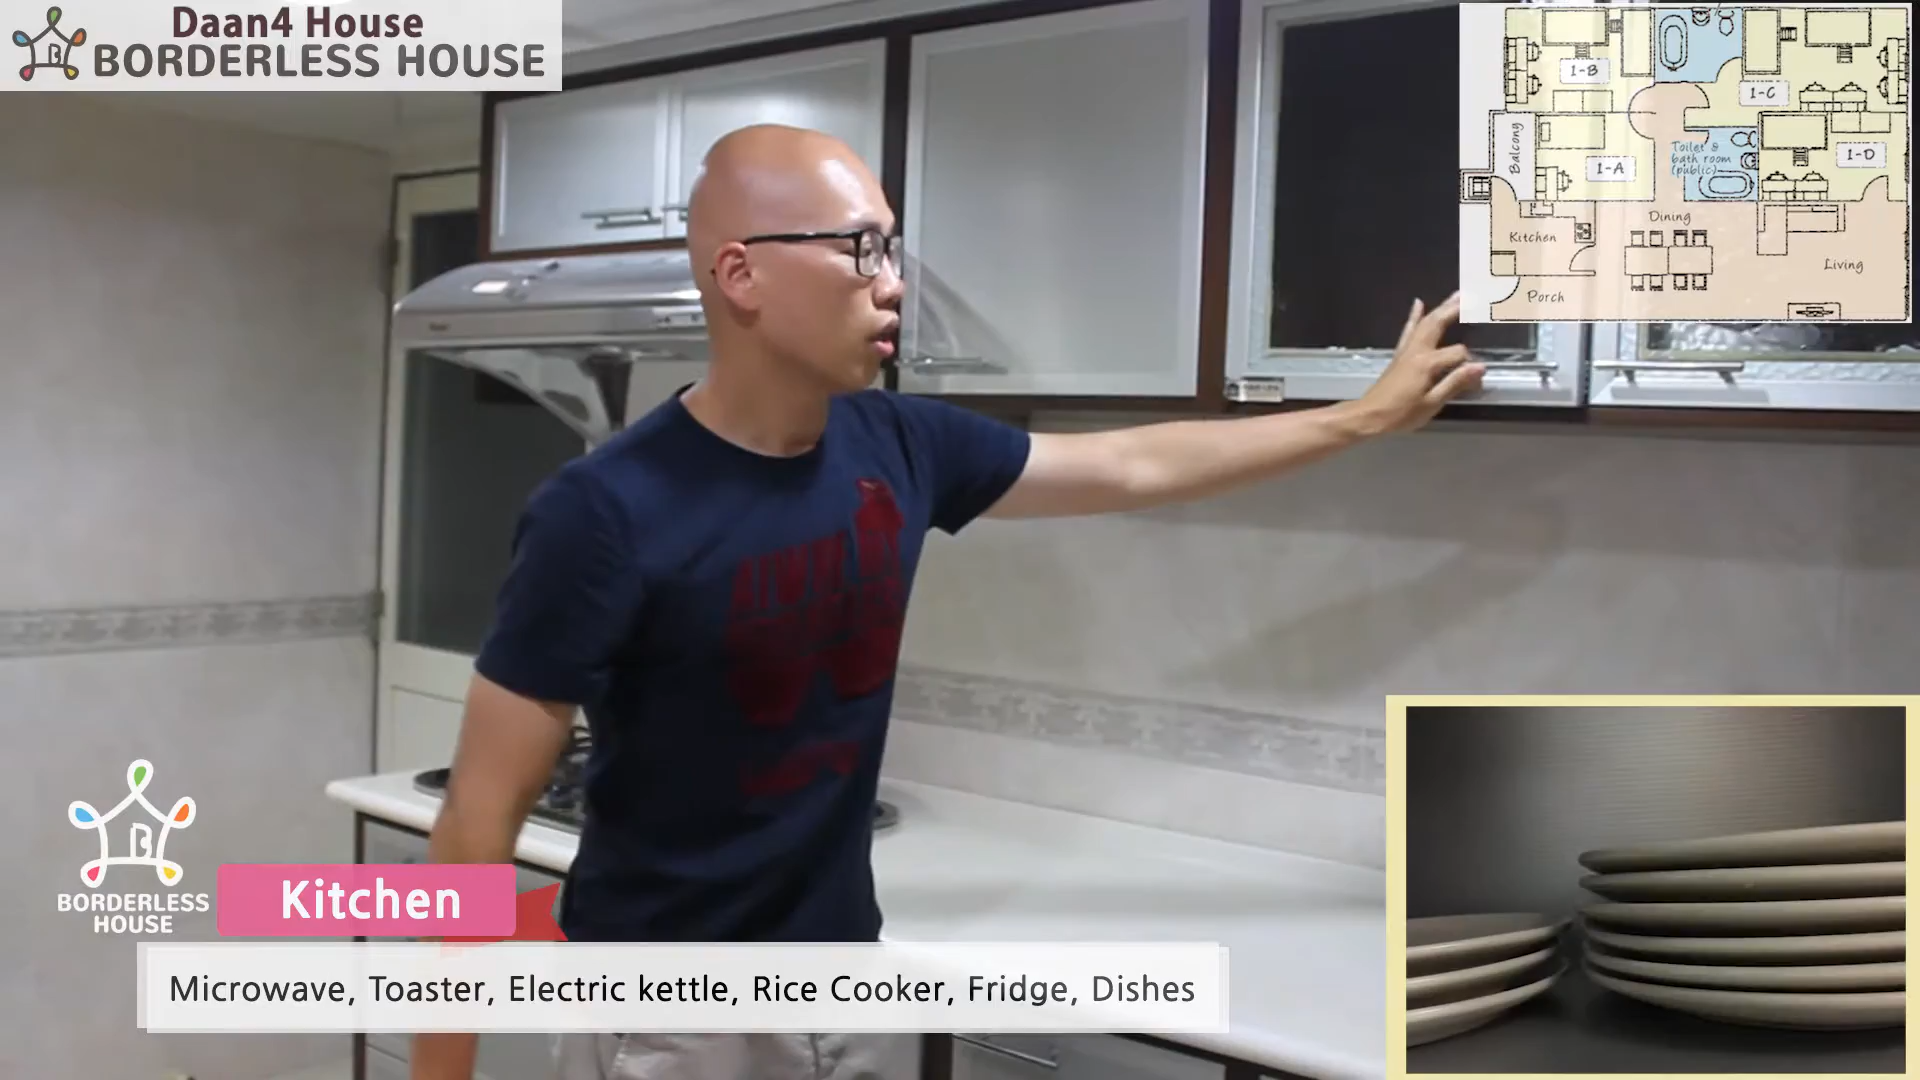 Daan4 House
BORDERLESS HOUSE
1-B
1-C
Balcony
1-A
Toilet &
bath room
(public)
1-D
Dining
Kitchen
Living
Porch
BORDERLESS
HOUSE
Kitchen
Microwave, Toaster, Electric kettle, Rice Cooker, Fridge, Dishes